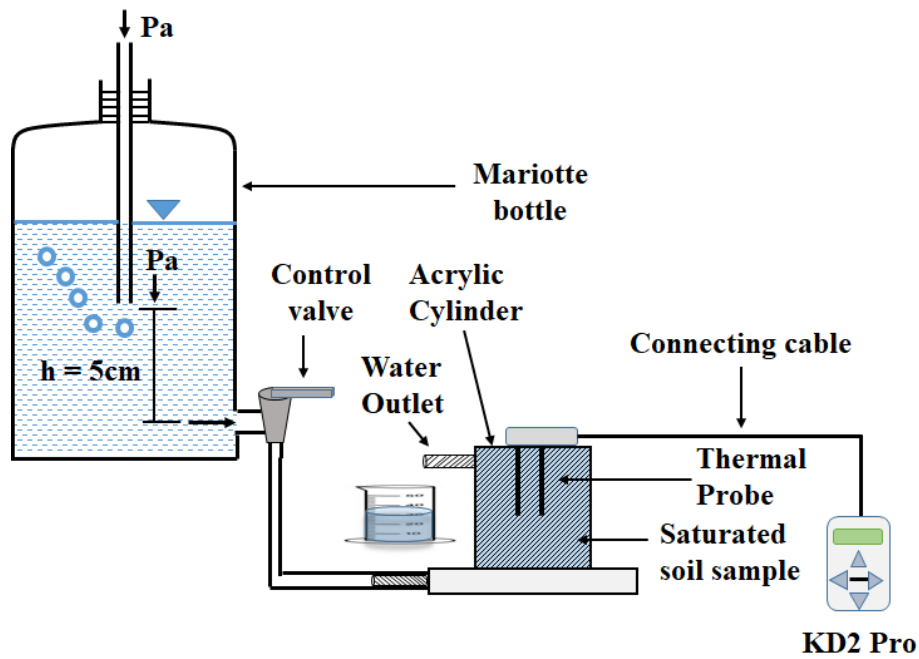 Pa
Mariotte
bottle
Pa
h = 5cm
Control
valve
Acrylic
Cylinder
Water
Outlet
Connecting cable
Thermal
Probe
Saturated
soil sample
KD2 Pro